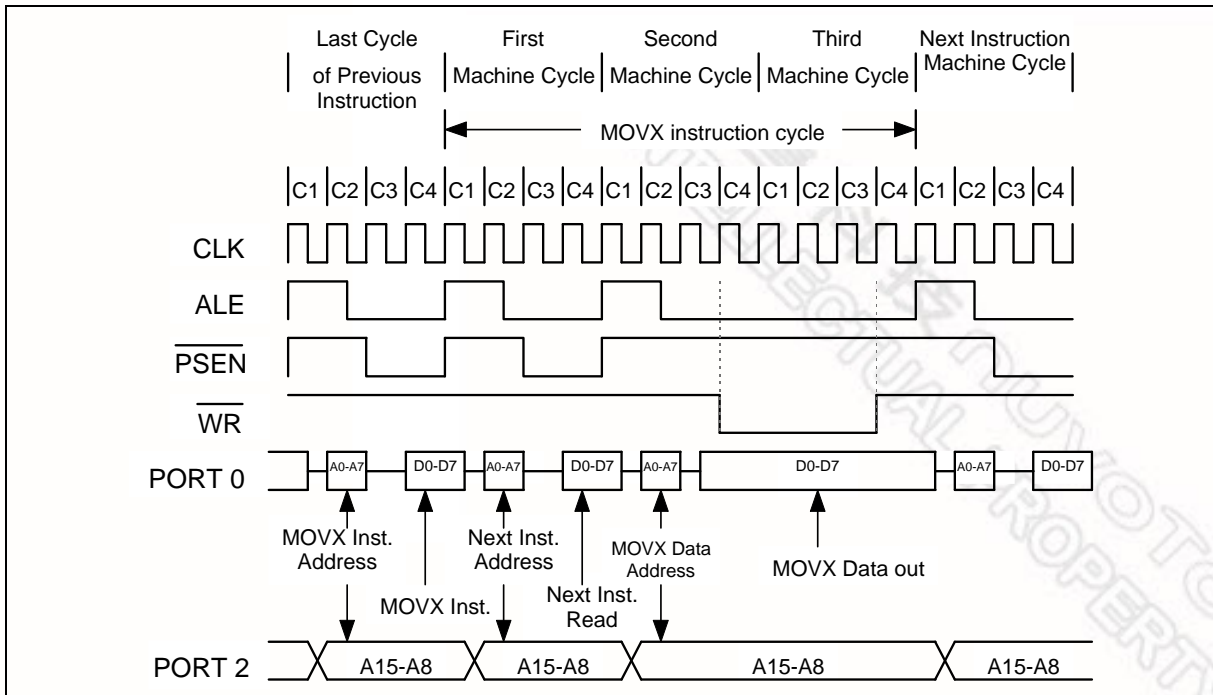 Last Cycle of Previous Instruction
First Machine Cycle
Second Machine Cycle
Third Machine Cycle
Next Instruction Machine Cycle
MOVX instruction cycle
C1 C2 C3 C4 C1 C2 C3 C4 C1 C2 C3 C4 C1 C2 C3 C4 C1 C2 C3 C4
CLK
ALE
PSEN
WR
PORT 0
A0-A7 D0-D7 A0-A7 D0-D7 A0-A7 D0-D7 A0-A7 D0-D7
MOVX Inst. Address
MOVX Inst.
Next Inst. Address
Next Inst. Read
MOVX Data Address
MOVX Data out
PORT 2
A15-A8 A15-A8 A15-A8 A15-A8